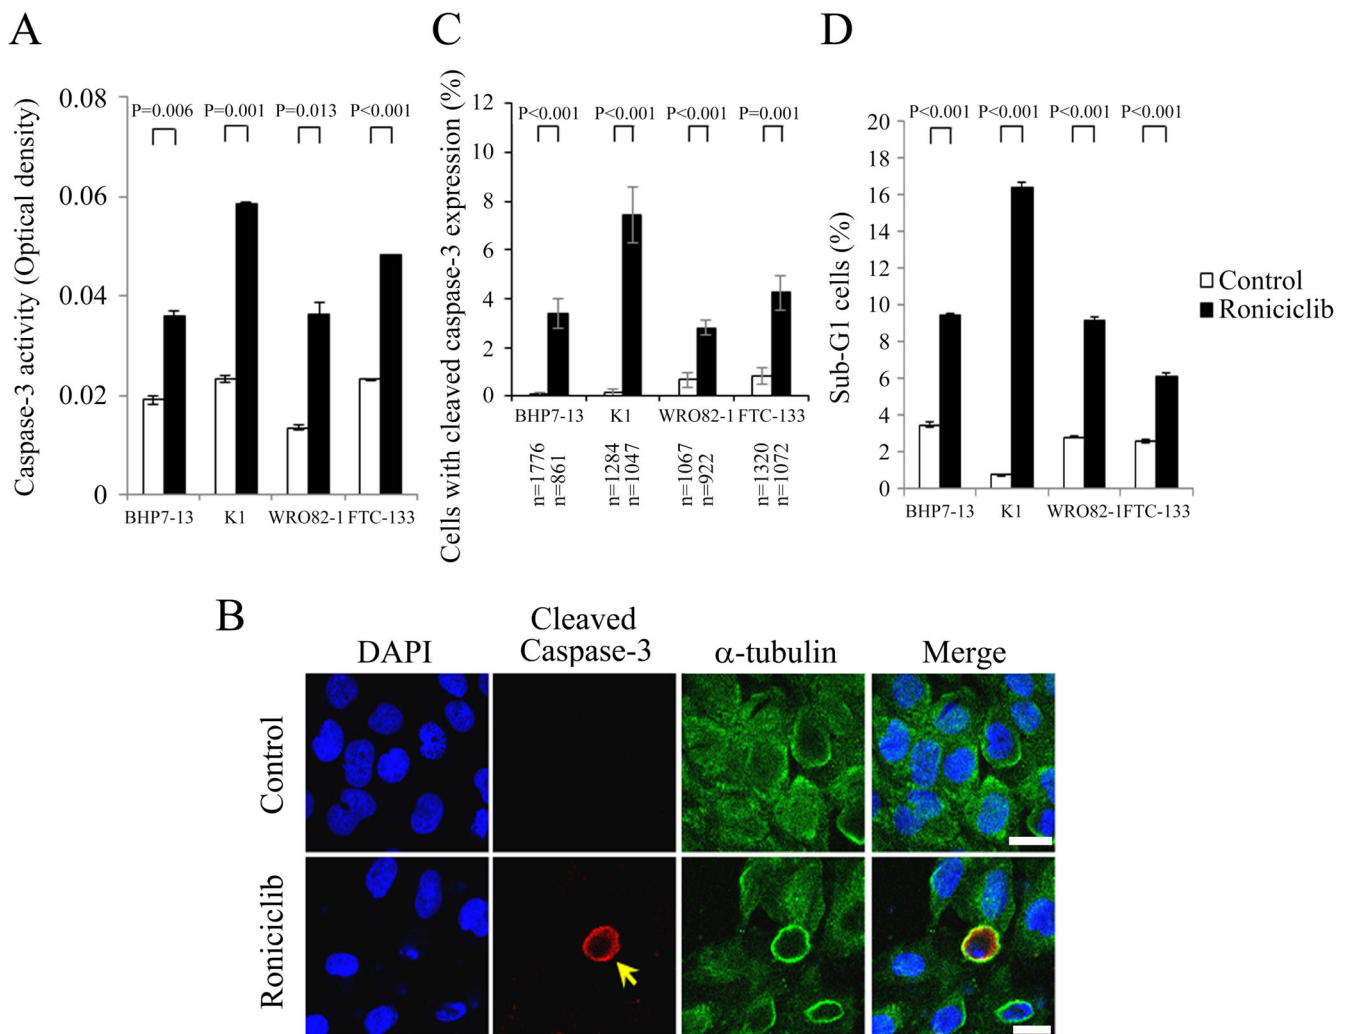 A
Caspase-3 activity (Optical density)
0.08
0.06
0.04
0.02
0
P=0.006 P=0.001 P=0.013 P<0.001
BHP7-13 K1 WRO82-1 FTC-133
C
Cells with cleaved caspase-3 expression (%)
12
10
8
6
4
2
0
P<0.001 P<0.001 P<0.001 P=0.001
BHP7-13 K1 WRO82-1 FTC-133
n=1776
n=861
n=1284
n=1047
n=1067
n=922
n=1320
n=1072
D
Sub-G1 cells (%)
20
18
16
14
12
10
8
6
4
2
0
P<0.001 P<0.001 P<0.001 P<0.001
BHP7-13 K1 WRO82-1 FTC-133
Control
Roniciclib
B
DAPI
Cleaved
Caspase-3
α-tubulin
Merge
Control
Roniciclib